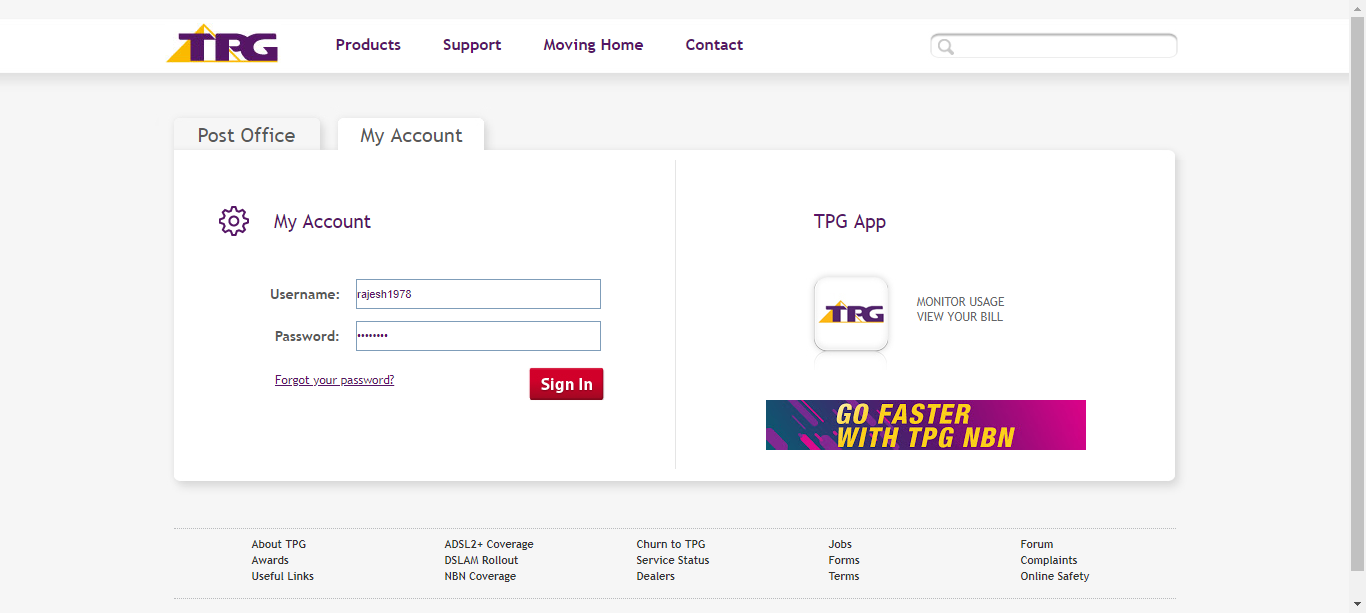 TPG
Products Support Moving Home Contact
Post Office My Account
My Account
Username: rajesh1978
Password: ••••••••
Forgot your password?
Sign In
TPG App
TPG
MONITOR USAGE
VIEW YOUR BILL
GO FASTER
WITH TPG NBN
About TPG ADSL2+ Coverage Churn to TPG Jobs Forum
Awards DSLAM Rollout Service Status Forms Complaints
Useful Links NBN Coverage Dealers Terms Online Safety